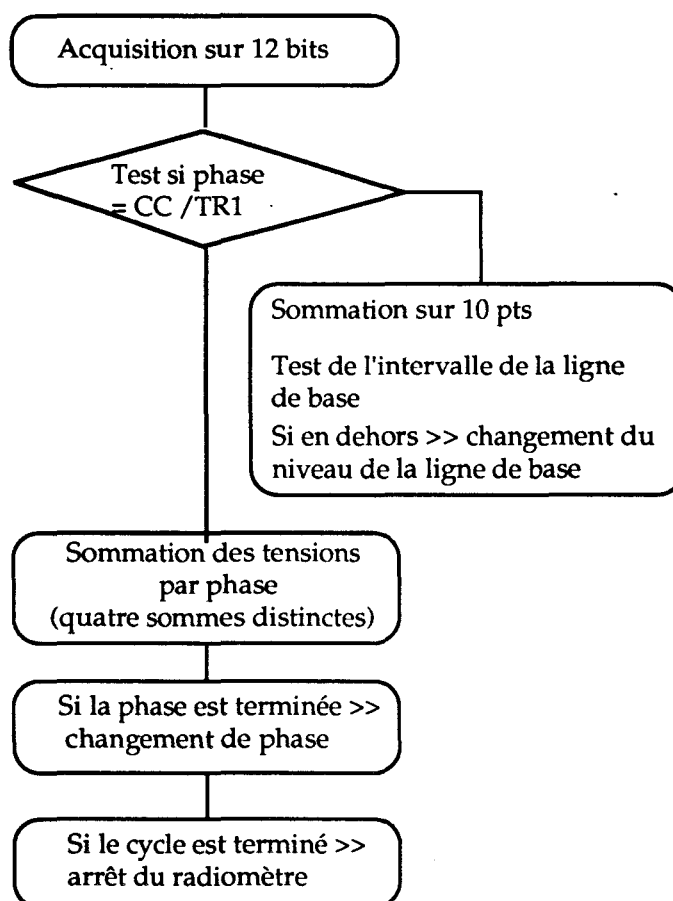 Acquisition sur 12 bits
Test si phase
= CC /TR1
Sommation sur 10 pts
Test de l'intervalle de la ligne
de base
Si en dehors >> changement du
niveau de la ligne de base
Sommation des tensions
par phase
(quatre sommes distinctes)
Si la phase est terminée >>
changement de phase
Si le cycle est terminé >>
arrêt du radiomètre